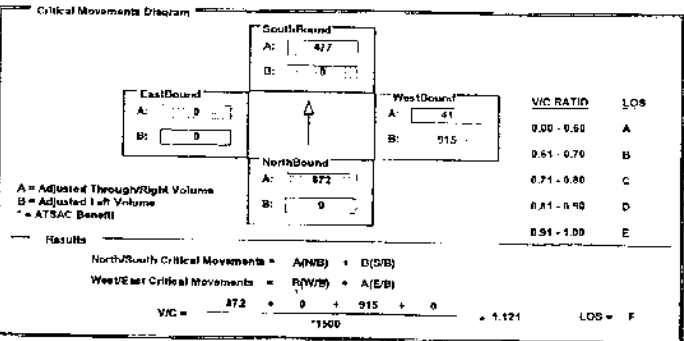 Critical Movements Diagram
SouthBound
A: 477
B: 0
EastBound
A: 0
B: 0
WestBound
A: 41
B: 915
NorthBound
A: 872
B: 0
V/C RATIO LOS
0.00 - 0.60 A
0.61 - 0.70 B
0.71 - 0.80 C
0.81 - 0.90 D
0.91 - 1.00 E
A = Adjusted Through/Right Volume
B = Adjusted Left Volume
* = ATSAC Benefit
Results
North/South Critical Movements = A(N/B) + B(S/B)
West/East Critical Movements = B(W/B) + A(E/B)
872 + 0 + 915 + 0
V/C = = 1.121 LOS = F
*1500